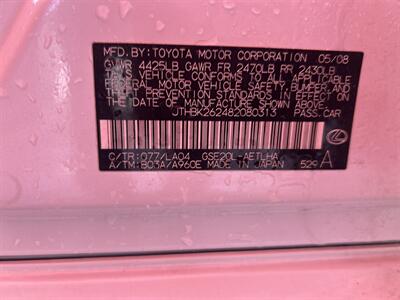 MFD. BY: TOYOTA MOTOR CORPORATION 05/08
GVWR 4425LB GAWR FR 2470LB RR 2430LB
THIS VEHICLE CONFORMS TO ALL APPLICABLE
FEDERAL MOTOR VEHICLE SAFETY, BUMPER, AND
THEFT PREVENTION STANDARDS IN EFFECT ON
THE DATE OF MANUFACTURE SHOWN ABOVE.
JTHBK262482080313 PASS. CAR
C/TR: 077/LA04 GSE20L-AETLHA
A/TM: B03A/A960E MADE IN JAPAN 529 A